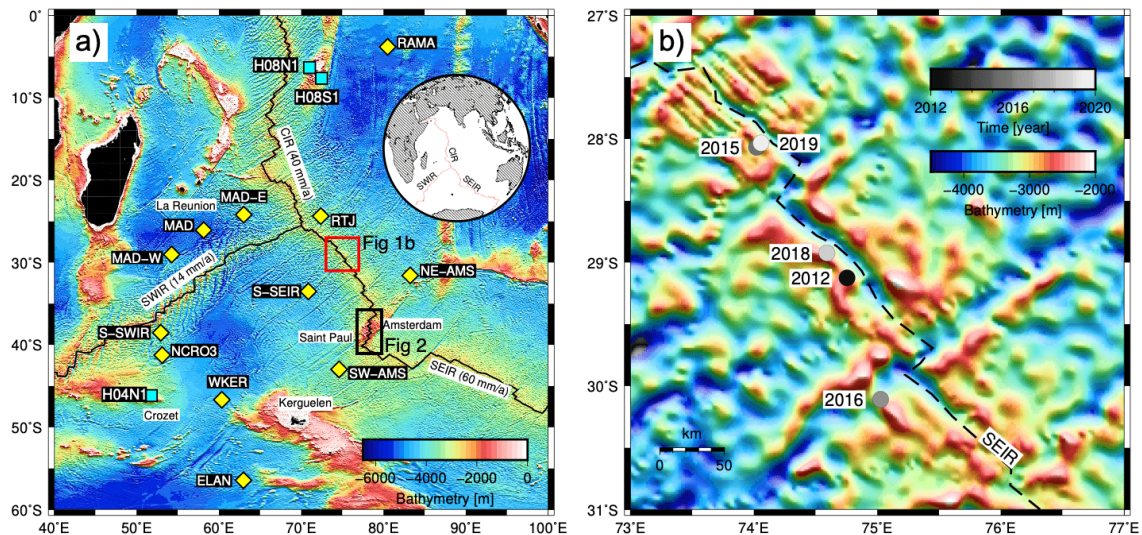 a)
0°
10°S
20°S
30°S
40°S
50°S
60°S
40°E
50°E
60°E
70°E
80°E
90°E
100°E
RAMA
H08N1
H08S1
CIR (40 mm/a)
CIR
SWIR
SEIR
MAD-E
La Reunion
MAD
RTJ
MAD-W
Fig 1b
SWIR (14 mm/a)
NE-AMS
S-SEIR
S-SWIR
Saint Paul
Amsterdam
NCRO3
Fig 2
SW-AMS
SEIR (60 mm/a)
WKER
H04N1
Crozet
Kerguelen
ELAN
-6000
-4000
-2000
0
Bathymetry [m]
b)
27°S
28°S
29°S
30°S
31°S
73°E
74°E
75°E
76°E
77°E
2012
2016
2020
Time [year]
-4000
-3000
-2000
Bathymetry [m]
2015
2019
2018
2012
2016
km
0
50
SEIR